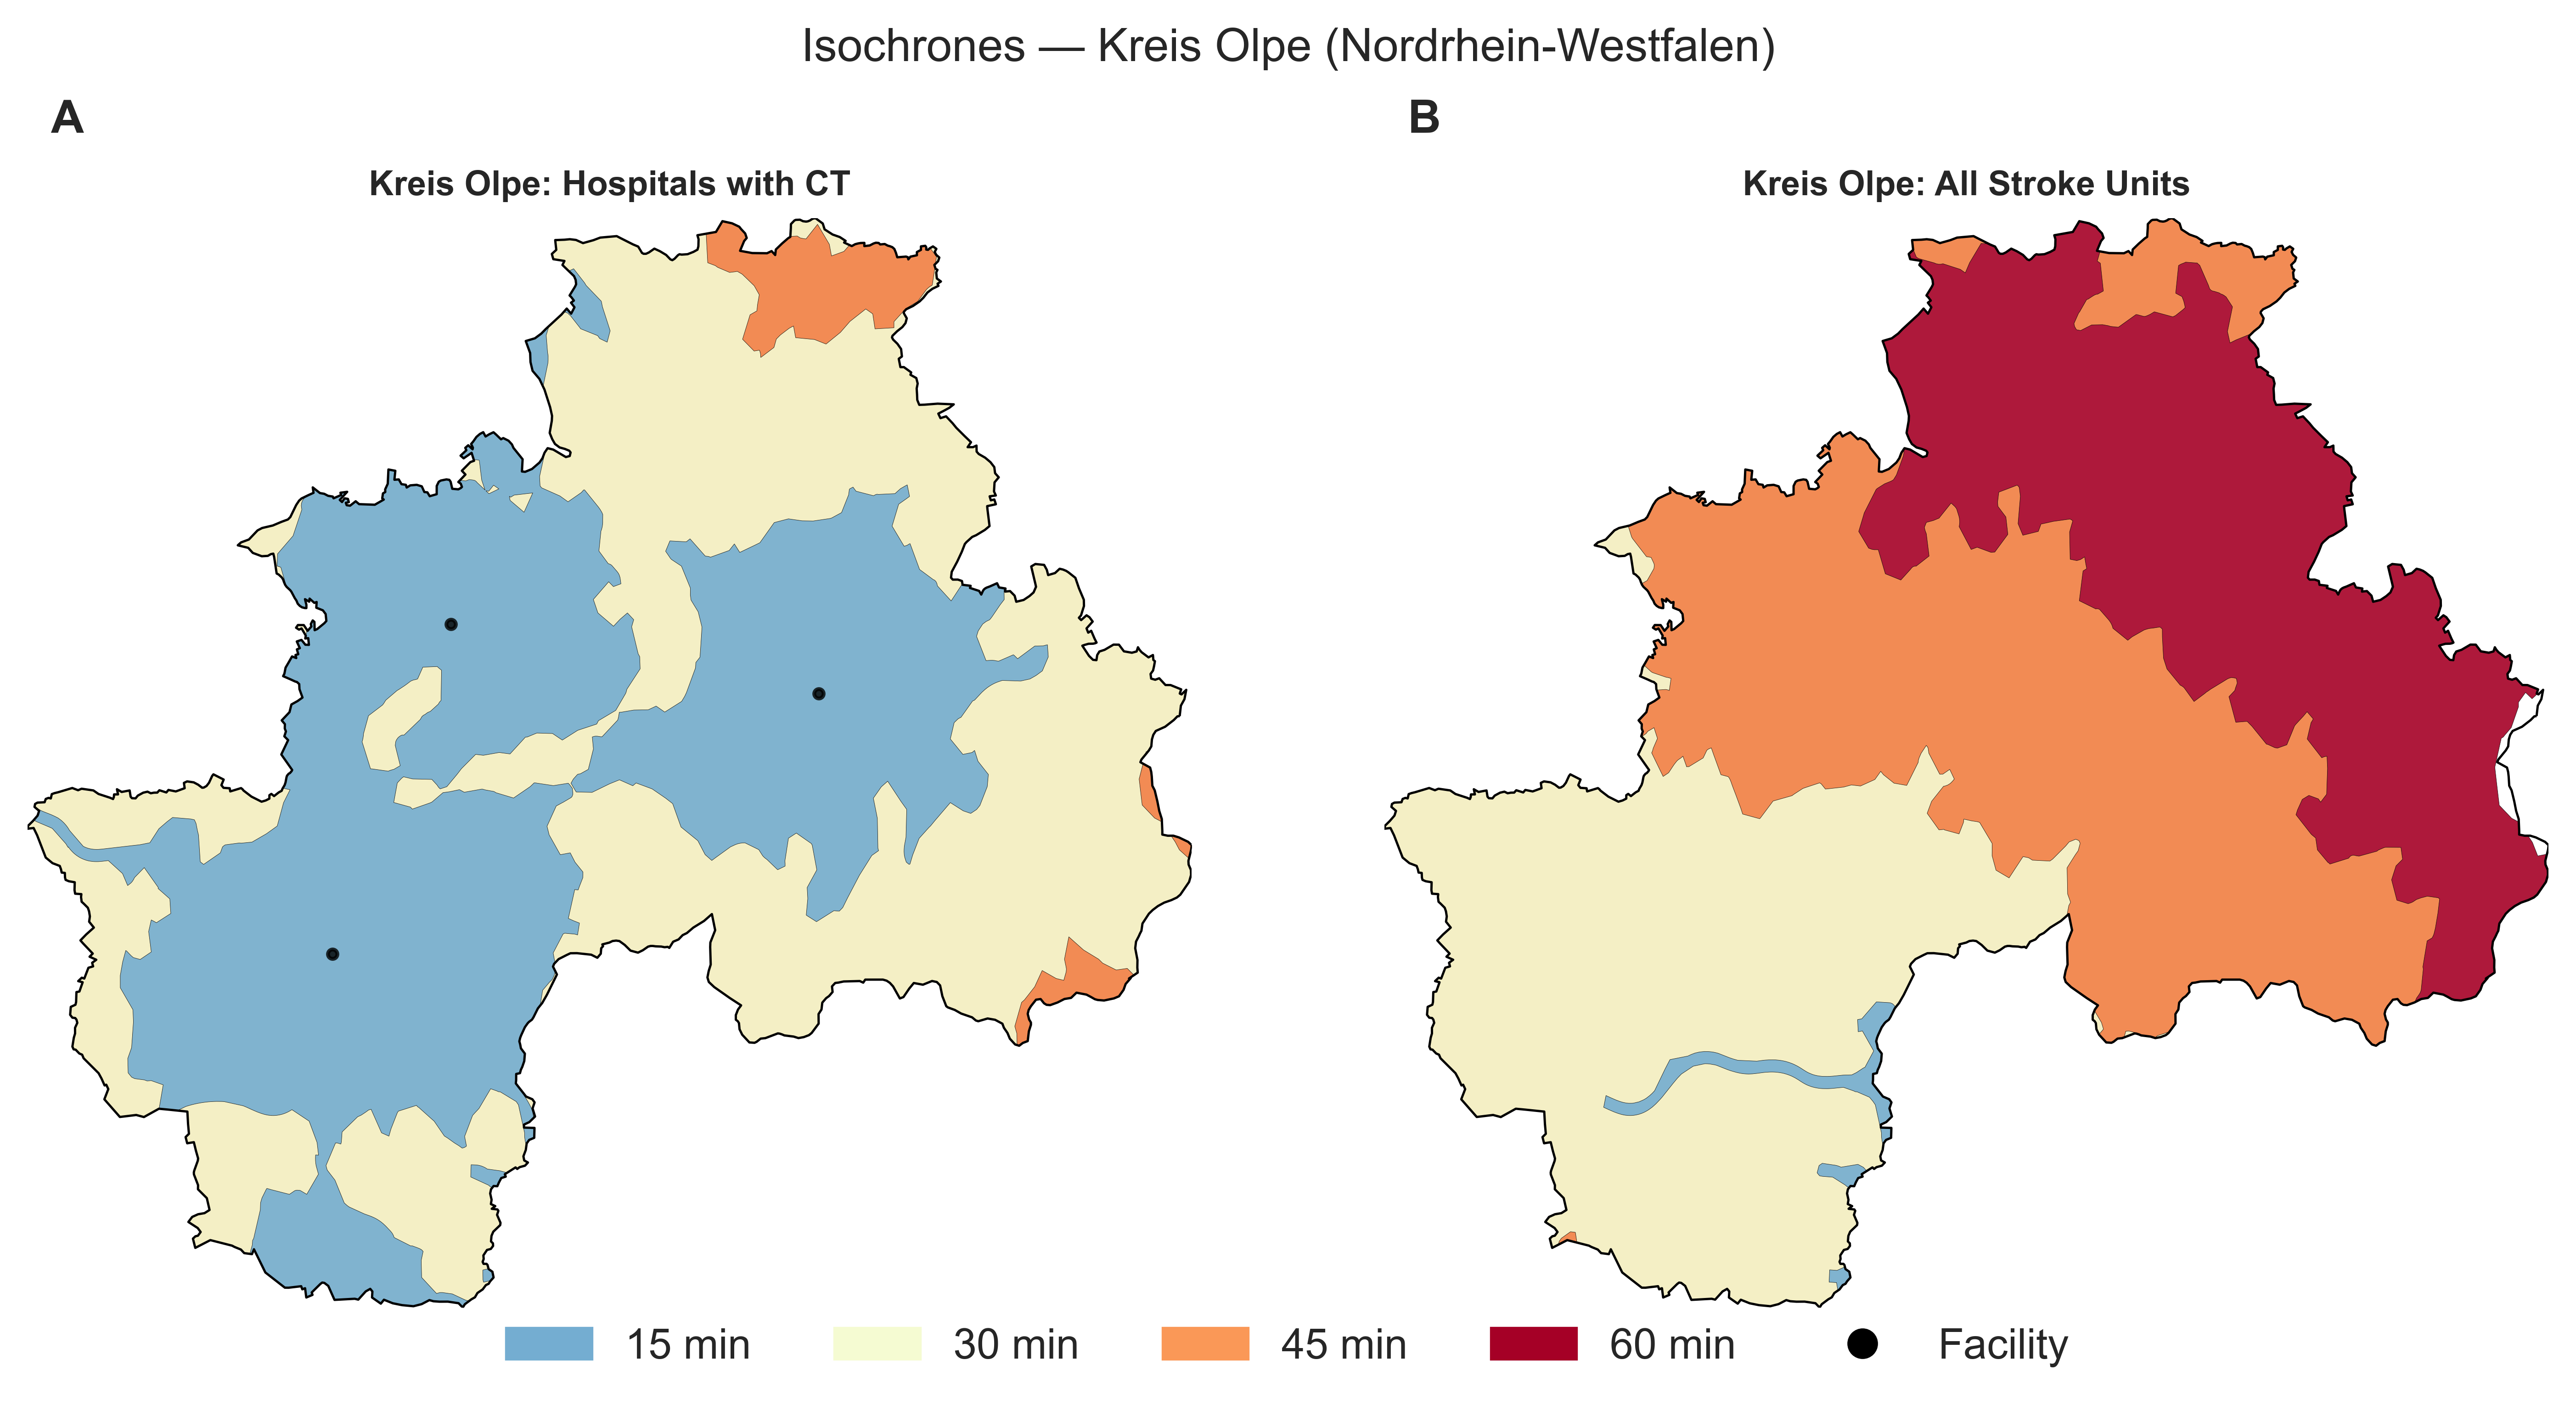 Isochrones — Kreis Olpe (Nordrhein-Westfalen)
A
B
Kreis Olpe: Hospitals with CT
Kreis Olpe: All Stroke Units
15 min
30 min
45 min
60 min
Facility